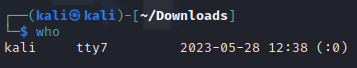 ┌──(kali㉿kali)-[~/Downloads]
└─$ who
kali     tty7         2023-05-28 12:38 (:0)